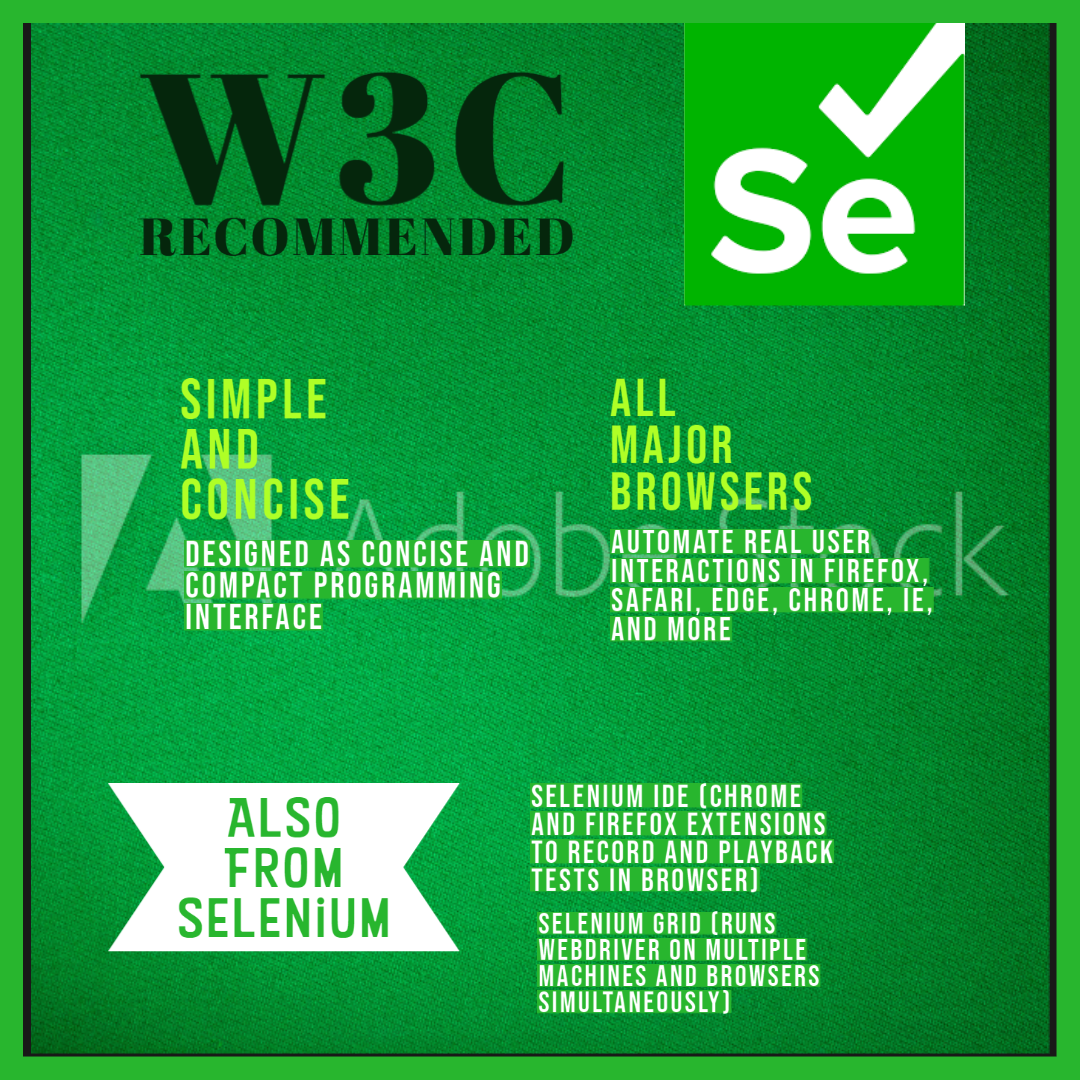 W3C
RECOMMENDED
Se
SIMPLE
AND
CONCISE
DESIGNED AS CONCISE AND
COMPACT PROGRAMMING
INTERFACE
ALL
MAJOR
BROWSERS
AUTOMATE REAL USER
INTERACTIONS IN FIREFOX,
SAFARI, EDGE, CHROME, IE,
AND MORE
Adobe Stock
ALSO
FROM
SELENiUM
SELENIUM IDE (CHROME
AND FIREFOX EXTENSIONS
TO RECORD AND PLAYBACK
TESTS IN BROWSER)
SELENIUM GRID (RUNS
WEBDRIVER ON MULTIPLE
MACHINES AND BROWSERS
SIMULTANEOUSLY)